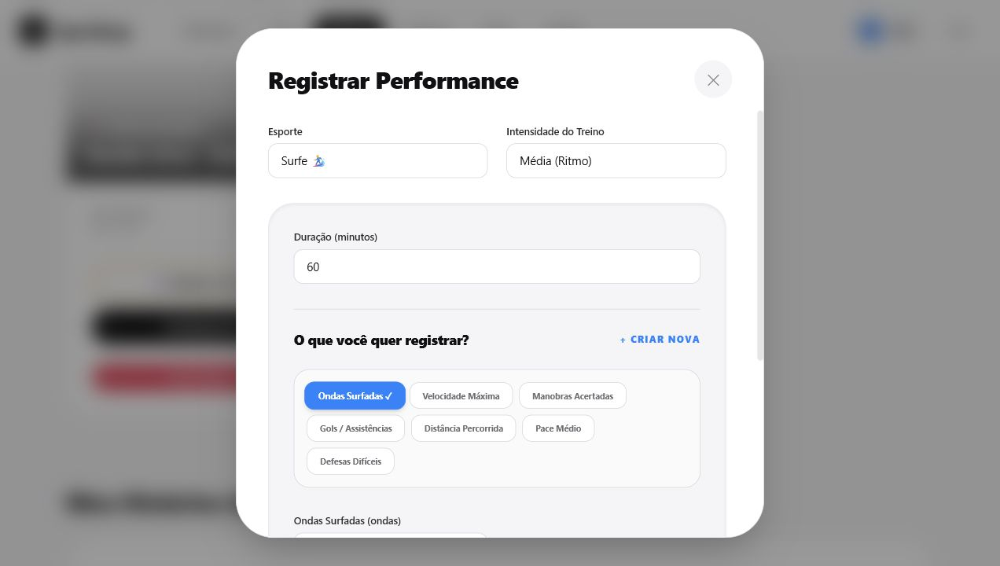 Registrar Performance
Esporte
Intensidade do Treino
Surfe 🏄
Média (Ritmo)
Duração (minutos)
60
O que você quer registrar?
+ CRIAR NOVA
Ondas Surfadas ✓
Velocidade Máxima
Manobras Acertadas
Gols / Assistências
Distância Percorrida
Pace Médio
Defesas Difíceis
Ondas Surfadas (ondas)